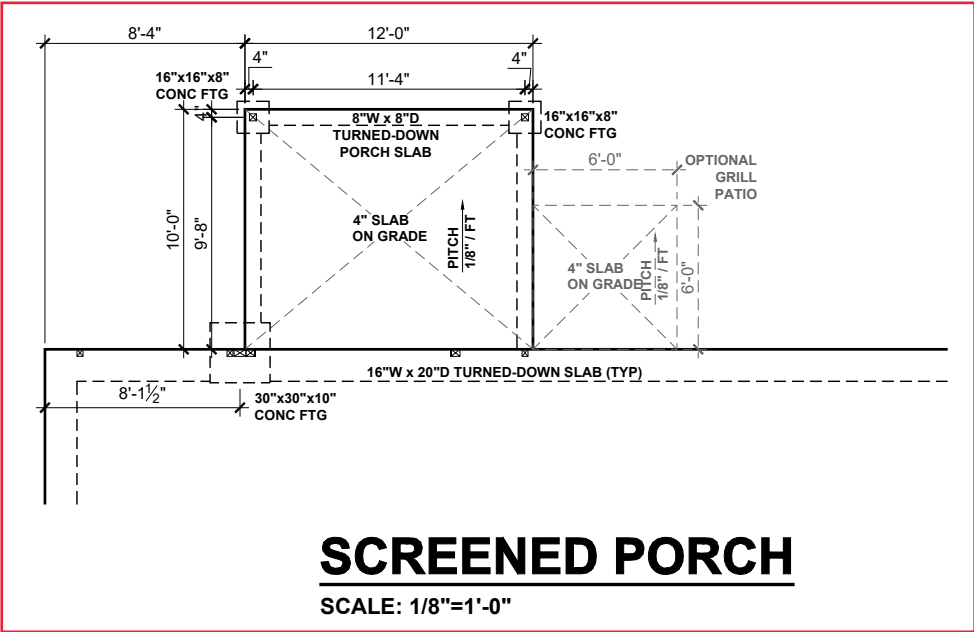 8'-4"
12'-0"
4"
4"
11'-4"
16"x16"x8"
CONC FTG
4"
8"W x 8"D
TURNED-DOWN
PORCH SLAB
16"x16"x8"
CONC FTG
6'-0"
OPTIONAL
GRILL
PATIO
10'-0"
9'-8"
4" SLAB
ON GRADE
PITCH
1/8" / FT
4" SLAB
ON GRADE
PITCH
1/8" / FT
6'-0"
16"W x 20"D TURNED-DOWN SLAB (TYP)
8'-1½"
30"x30"x10"
CONC FTG
SCREENED PORCH
SCALE: 1/8"=1'-0"